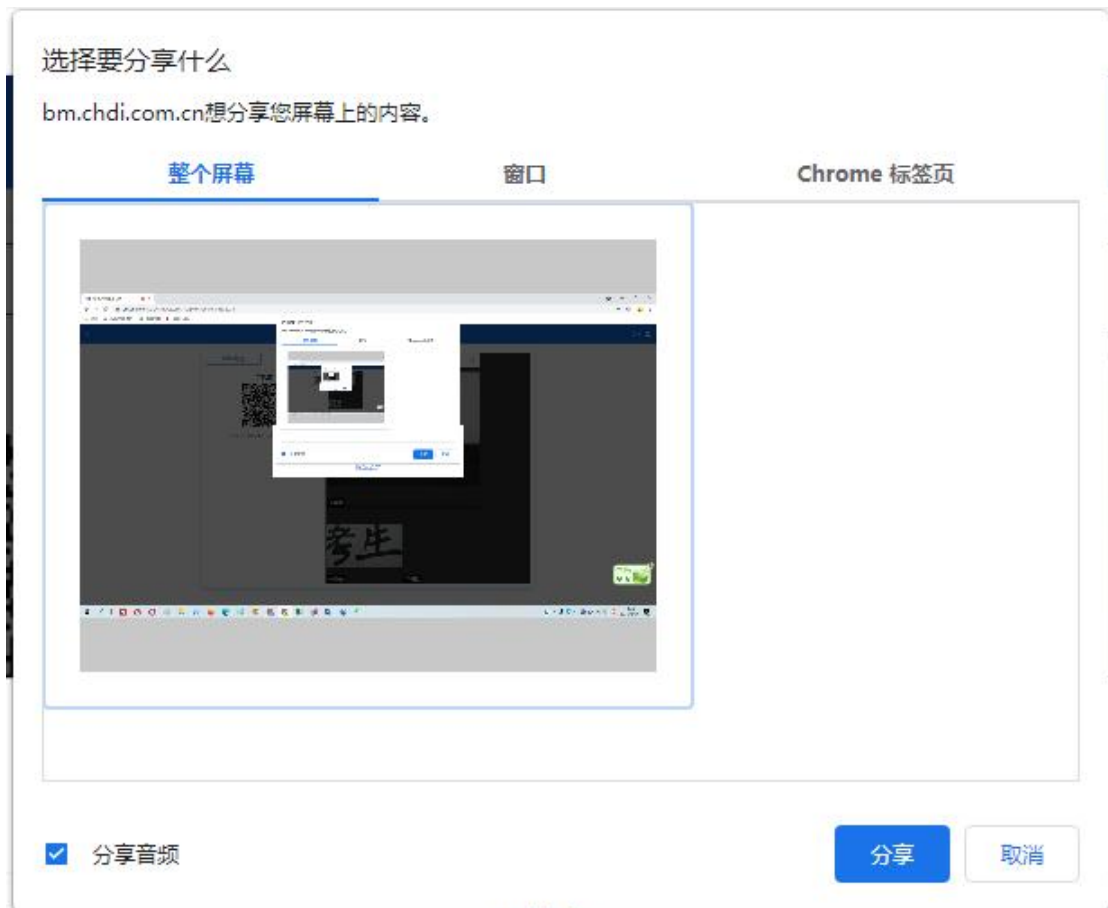 选择要分享什么
bm.chdi.com.cn想分享您屏幕上的内容。
整个屏幕
窗口
Chrome 标签页
考生
分享音频
分享
取消